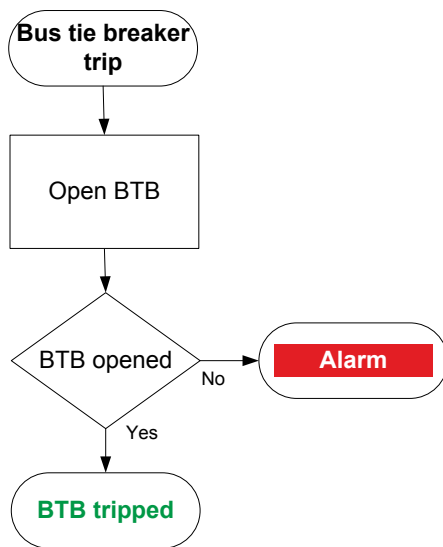 Bus tie breaker
trip
Open BTB
BTB opened
No
Alarm
Yes
BTB tripped